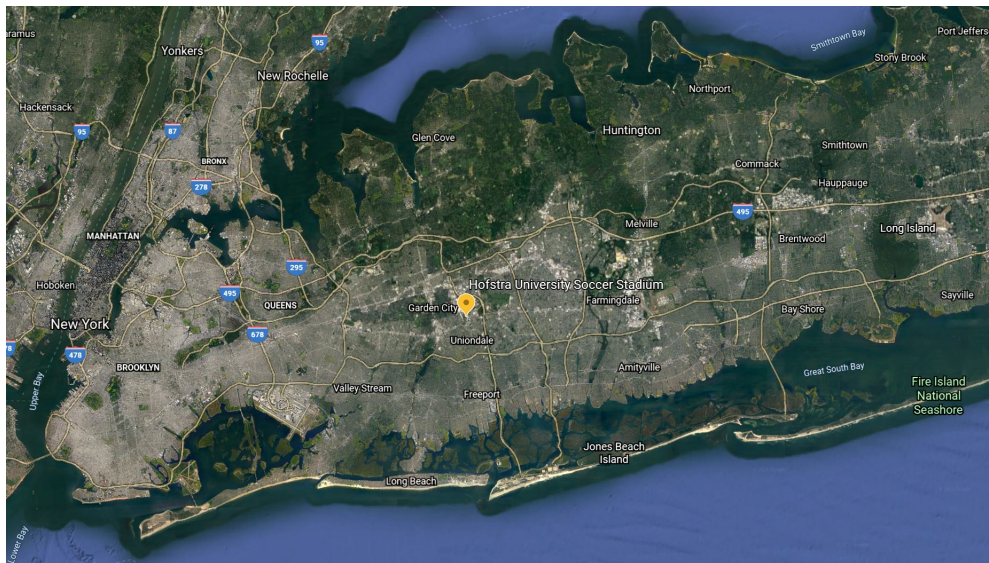 aramus
Yonkers
95
New Rochelle
Smithtown Bay
Port Jeffers
Stony Brook
Northport
Hackensack
95
87
Glen Cove
Huntington
Smithtown
BRONX
278
Commack
Hauppauge
495
Melville
MANHATTAN
Brentwood
Long Island
295
Hoboken
495
QUEENS
Hofstra University Soccer Stadium
Garden City
Farmingdale
Bay Shore
Sayville
New York
678
78
478
Uniondale
BROOKLYN
Amityville
Great South Bay
Valley Stream
Freeport
Upper Bay
Fire Island
National
Seashore
Jones Beach
Island
Long Beach
Lower Bay